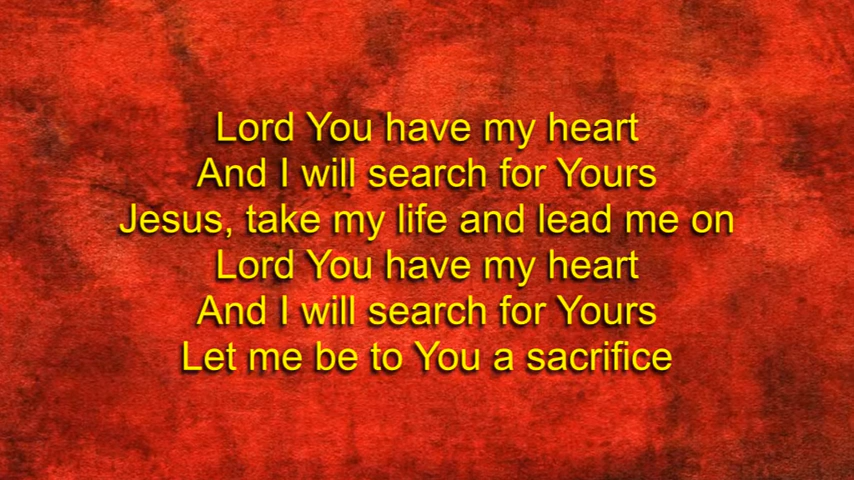 Lord You have my heart
And I will search for Yours
Jesus, take my life and lead me on
Lord You have my heart
And I will search for Yours
Let me be to You a sacrifice